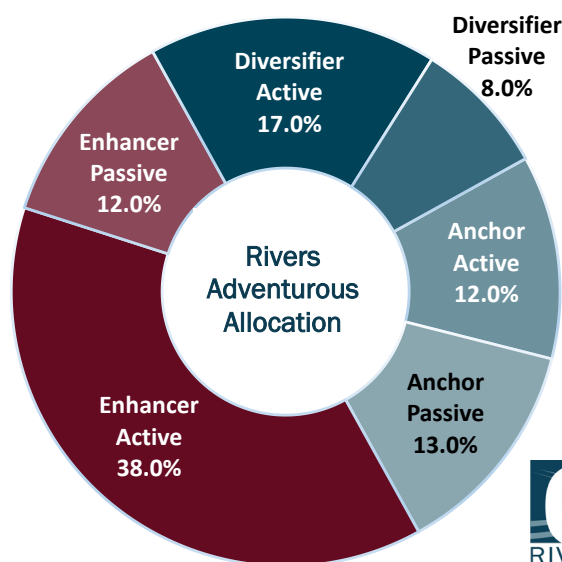 Diversifier
Passive
8.0%
Diversifier
Active
17.0%
Enhancer
Passive
12.0%
Anchor
Active
12.0%
Rivers
Adventurous
Allocation
Anchor
Passive
13.0%
Enhancer
Active
38.0%
RIV